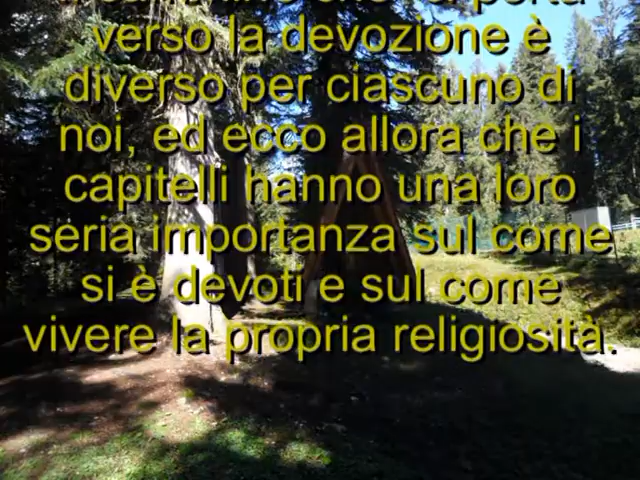 verso la devozione è
diverso per ciascuno di
noi, ed ecco allora che i
capitelli hanno una loro
seria importanza sul come
si è devoti e sul come
vivere la propria religiosità.